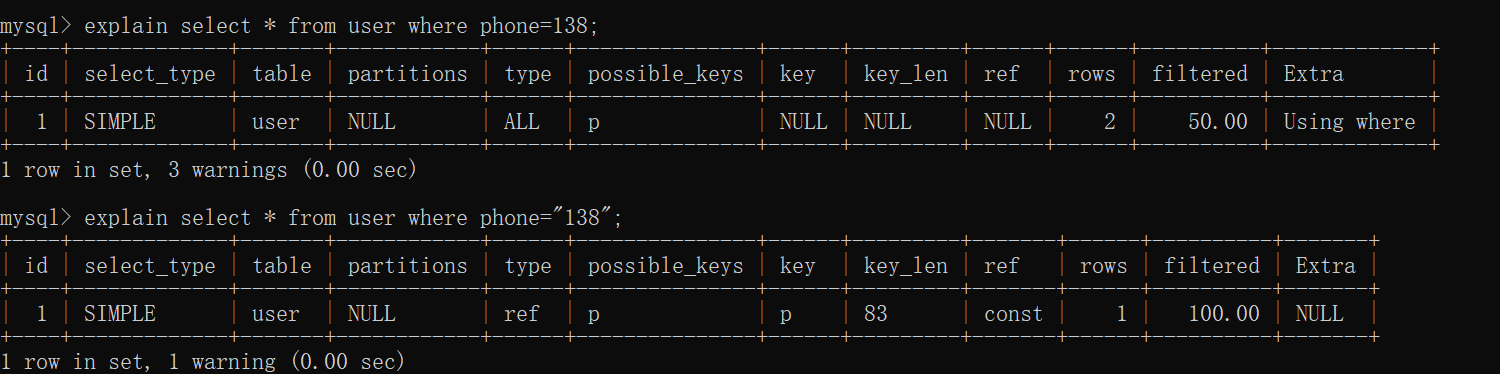 mysql> explain select * from user where phone=138;
+----+-------------+-------+------------+------+---------------+------+---------+------+------+----------+-------------+
| id | select_type | table | partitions | type | possible_keys | key  | key_len | ref  | rows | filtered | Extra       |
+----+-------------+-------+------------+------+---------------+------+---------+------+------+----------+-------------+
|  1 | SIMPLE      | user  | NULL       | ALL  | p             | NULL | NULL    | NULL |    2 |    50.00 | Using where |
+----+-------------+-------+------------+------+---------------+------+---------+------+------+----------+-------------+
1 row in set, 3 warnings (0.00 sec)
mysql> explain select * from user where phone="138";
+----+-------------+-------+------------+------+---------------+------+---------+-------+------+----------+-------+
| id | select_type | table | partitions | type | possible_keys | key  | key_len | ref   | rows | filtered | Extra |
+----+-------------+-------+------------+------+---------------+------+---------+-------+------+----------+-------+
|  1 | SIMPLE      | user  | NULL       | ref  | p             | p    | 83      | const |    1 |   100.00 | NULL  |
+----+-------------+-------+------------+------+---------------+------+---------+-------+------+----------+-------+
1 row in set, 1 warning (0.00 sec)